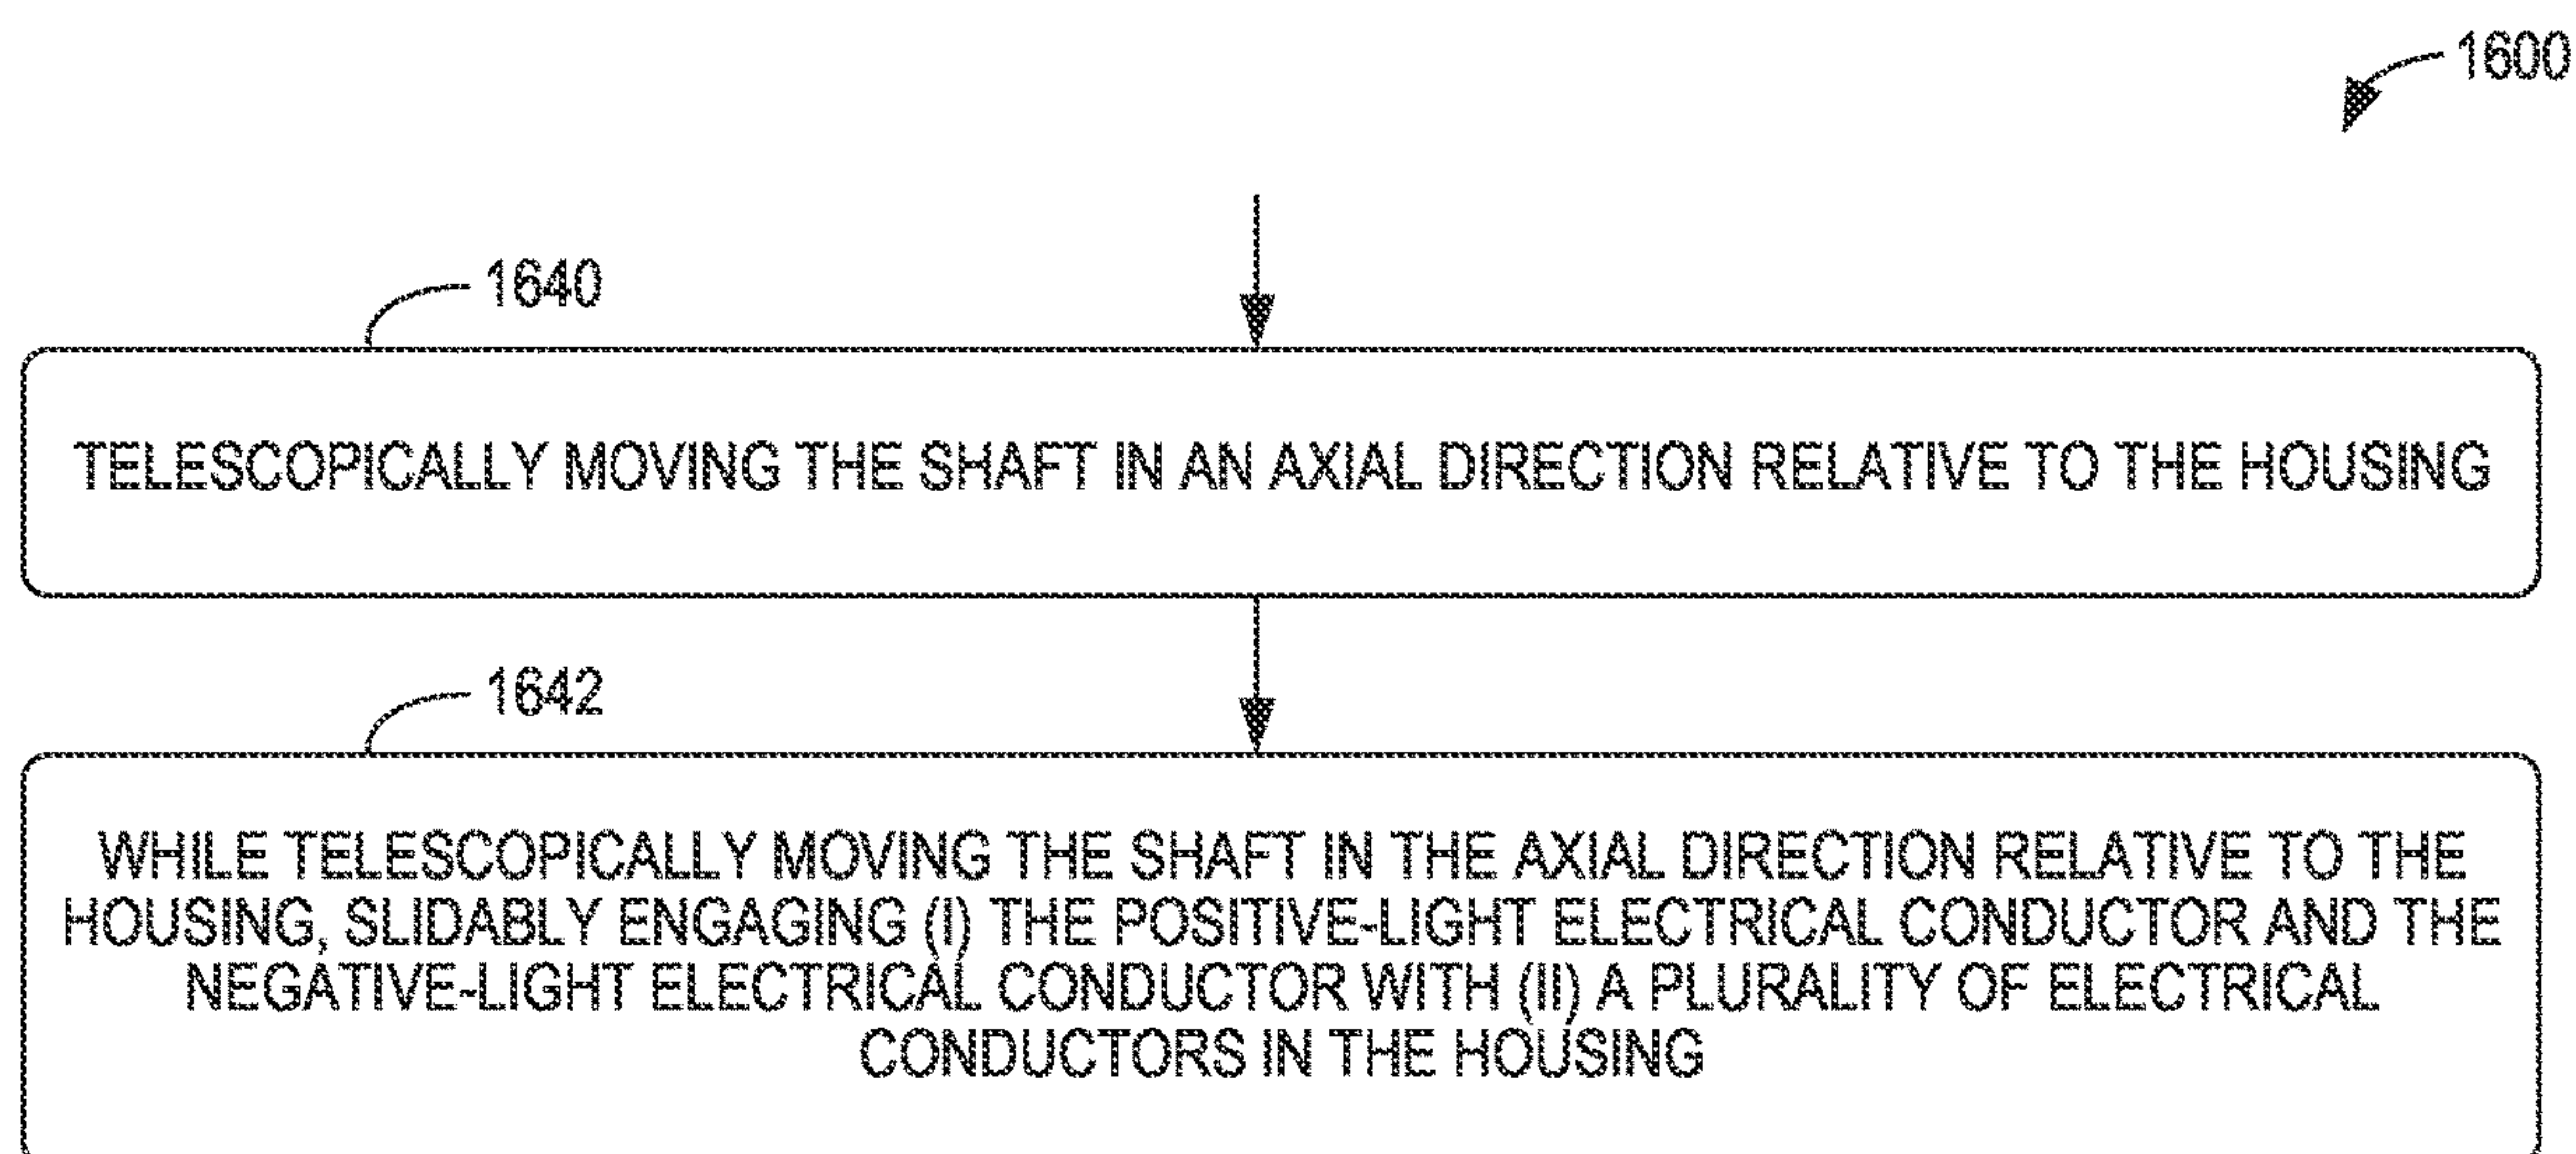 1600
1640
TELESCOPICALLY MOVING THE SHAFT IN AN AXIAL DIRECTION RELATIVE TO THE HOUSING
1642
WHILE TELESCOPICALLY MOVING THE SHAFT IN THE AXIAL DIRECTION RELATIVE TO THE
HOUSING, SLIDABLY ENGAGING (I) THE POSITIVE-LIGHT ELECTRICAL CONDUCTOR AND THE
NEGATIVE-LIGHT ELECTRICAL CONDUCTOR WITH (II) A PLURALITY OF ELECTRICAL
CONDUCTORS IN THE HOUSING